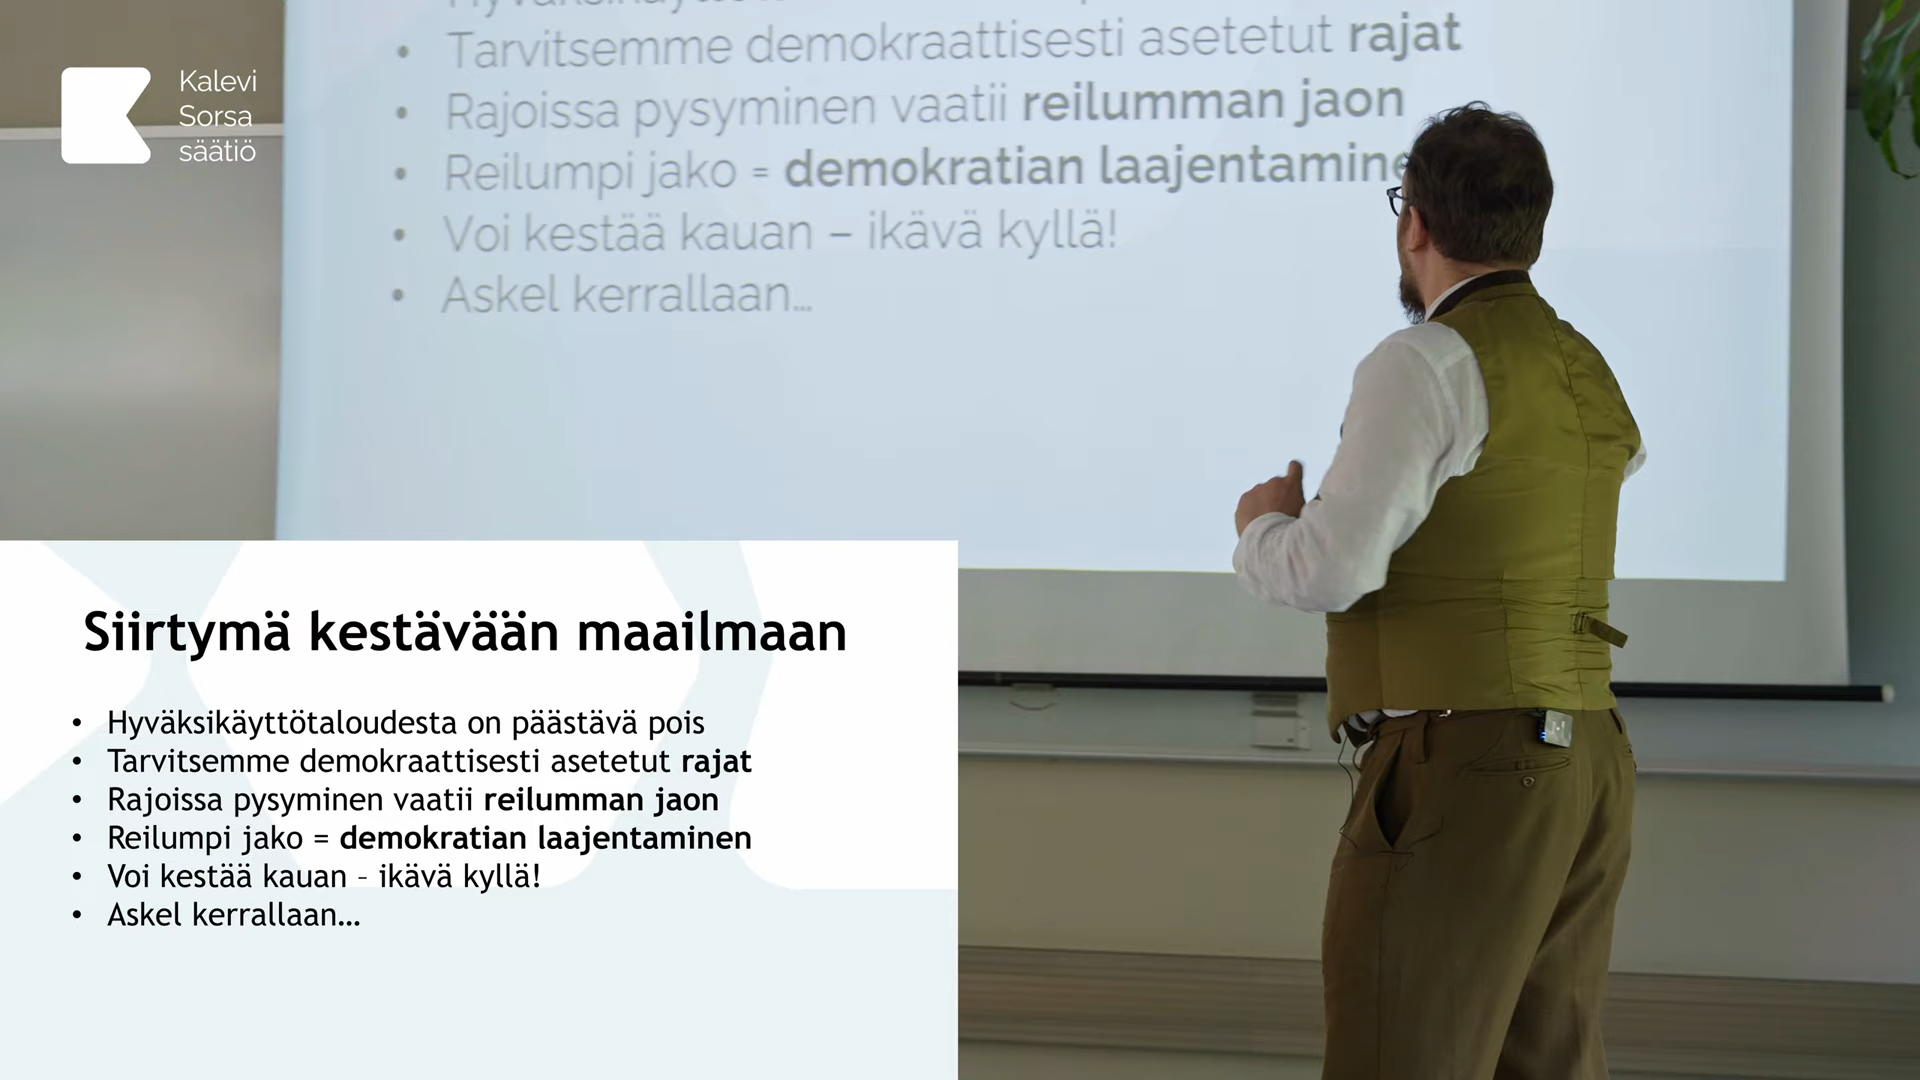 Kalevi
Sorsa
säätiö
Tarvitsemme demokraattisesti asetetut rajat
Rajoissa pysyminen vaatii reilumman jaon
Reilumpi jako = demokratian laajentamine
Voi kestää kauan – ikävä kyllä!
Askel kerrallaan…
Siirtymä kestävään maailmaan
• Hyväksikäyttötaloudesta on päästävä pois
• Tarvitsemme demokraattisesti asetetut rajat
• Rajoissa pysyminen vaatii reilumman jaon
• Reilumpi jako = demokratian laajentaminen
• Voi kestää kauan – ikävä kyllä!
• Askel kerrallaan…